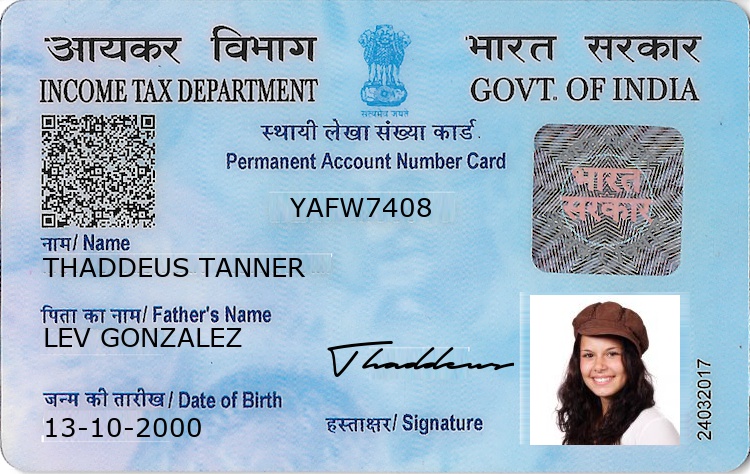 आयकर विभाग
INCOME TAX DEPARTMENT
सत्यमेव जयते
भारत सरकार
GOVT. OF INDIA
स्थायी लेखा संख्या कार्ड
Permanent Account Number Card
YAFW7408
भारत
सरकार
नाम/ Name
THADDEUS TANNER
पिता का नाम/ Father's Name
LEV GONZALEZ
Thaddeus
जन्म की तारीख/ Date of Birth
13-10-2000
हस्ताक्षर/ Signature
24032017